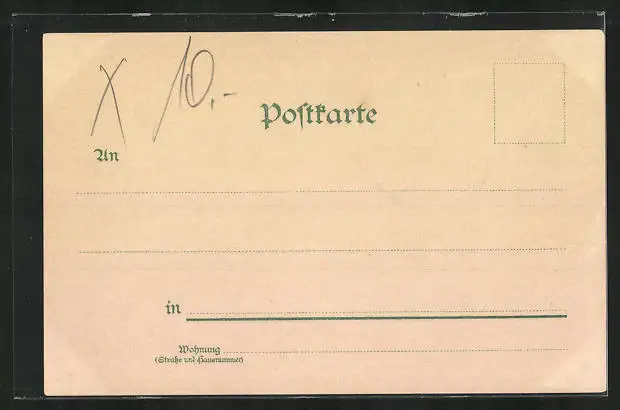 X 10,-
Poſtkarte
An
in
Wohnung
(Straße und Hausnummer)